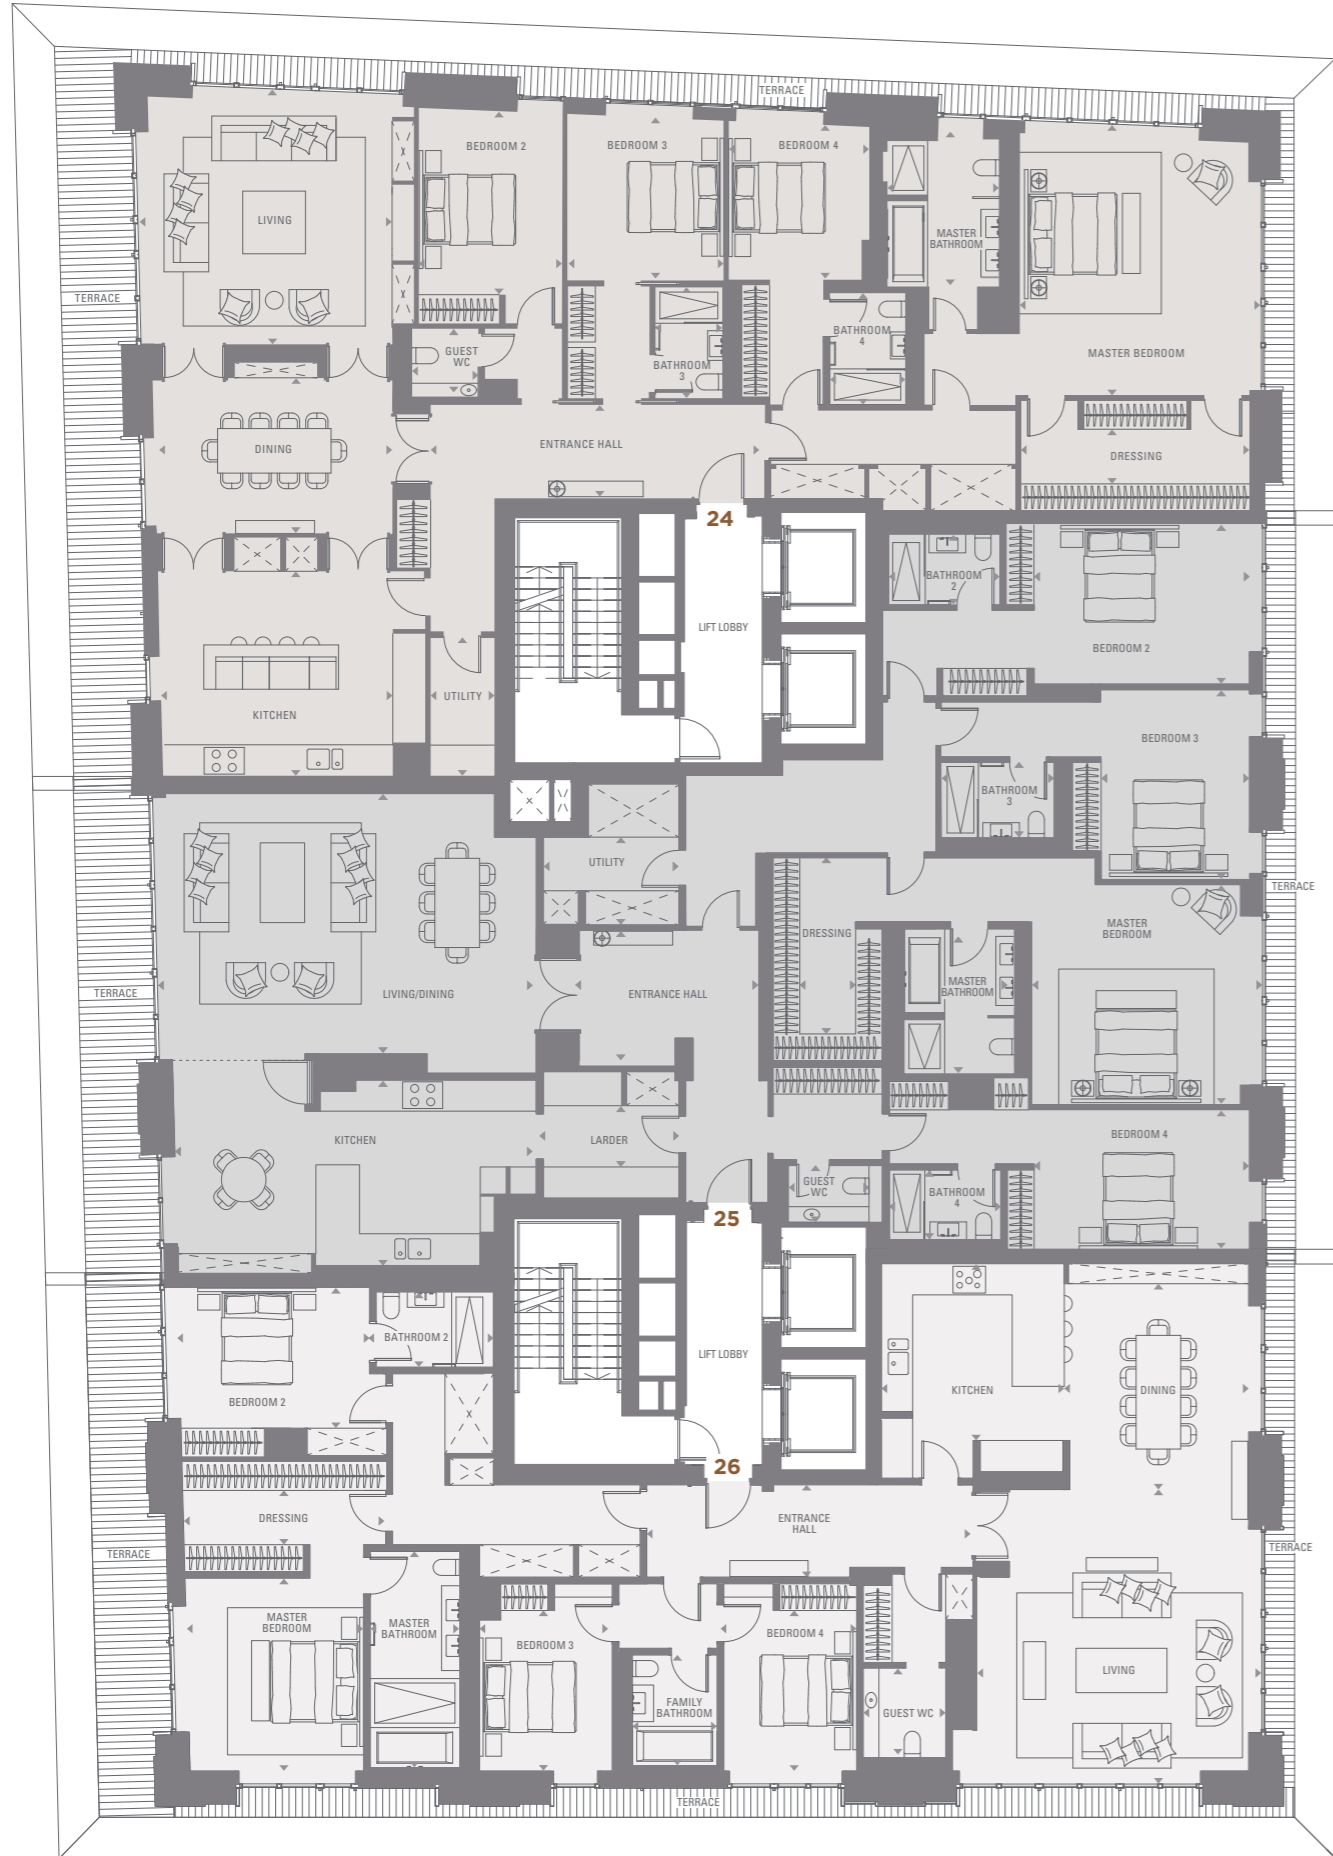 TERRACE
BEDROOM 2
BEDROOM 3
BEDROOM 4
LIVING
MASTER
BATHROOM
TERRACE
BATHROOM
4
GUEST
WC
BATHROOM
3
MASTER BEDROOM
DINING
ENTRANCE HALL
DRESSING
24
BATHROOM
2
LIFT LOBBY
BEDROOM 2
UTILITY
KITCHEN
BEDROOM 3
BATHROOM
3
UTILITY
TERRACE
MASTER
BEDROOM
DRESSING
MASTER
BATHROOM
TERRACE
LIVING/DINING
ENTRANCE HALL
KITCHEN
LARDER
BEDROOM 4
GUEST
WC
BATHROOM
4
25
BATHROOM 2
LIFT LOBBY
BEDROOM 2
KITCHEN
DINING
26
DRESSING
ENTRANCE
HALL
TERRACE
TERRACE
MASTER
BEDROOM
MASTER
BATHROOM
BEDROOM 3
BEDROOM 4
LIVING
FAMILY
BATHROOM
GUEST WC
TERRACE